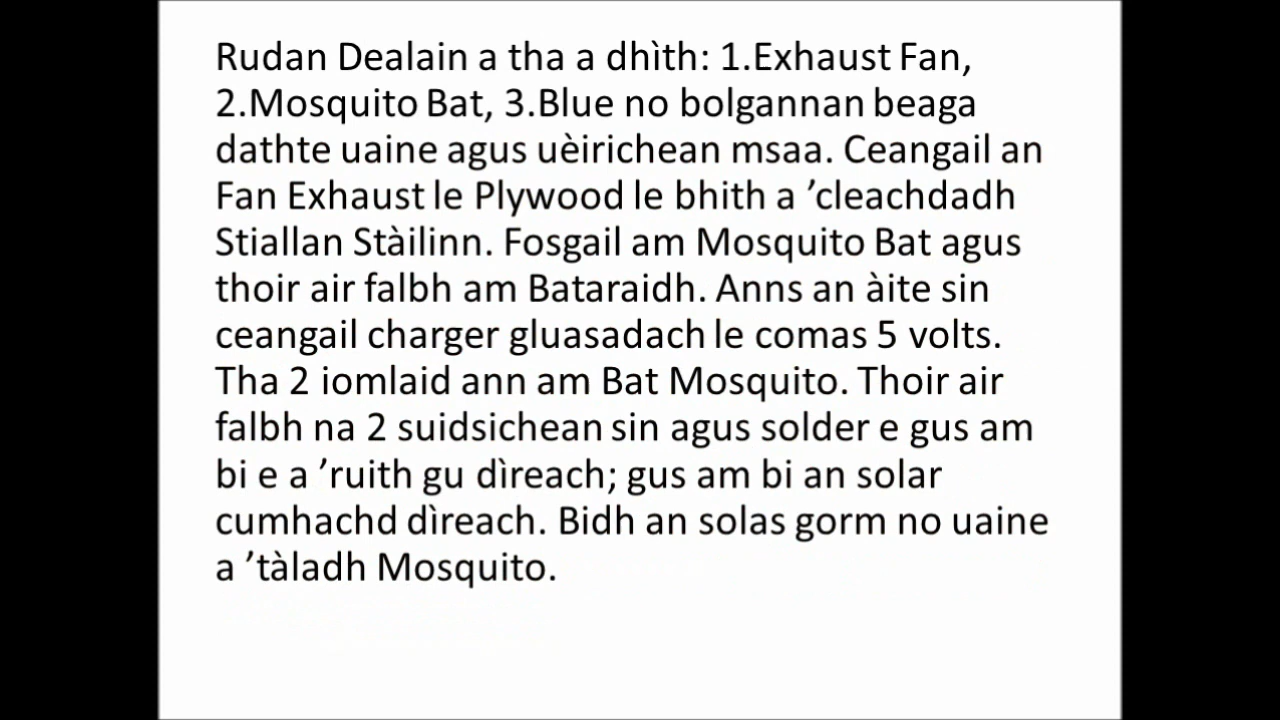 Rudan Dealain a tha a dhìth: 1.Exhaust Fan,
2.Mosquito Bat, 3.Blue no bolgannan beaga
dathte uaine agus uèirichean msaa. Ceangail an
Fan Exhaust le Plywood le bhith a ’cleachdadh
Stiallan Stàilinn. Fosgail am Mosquito Bat agus
thoir air falbh am Bataraidh. Anns an àite sin
ceangail charger gluasadach le comas 5 volts.
Tha 2 iomlaid ann am Bat Mosquito. Thoir air
falbh na 2 suidsichean sin agus solder e gus am
bi e a ’ruith gu dìreach; gus am bi an solar
cumhachd dìreach. Bidh an solas gorm no uaine
a ’tàladh Mosquito.